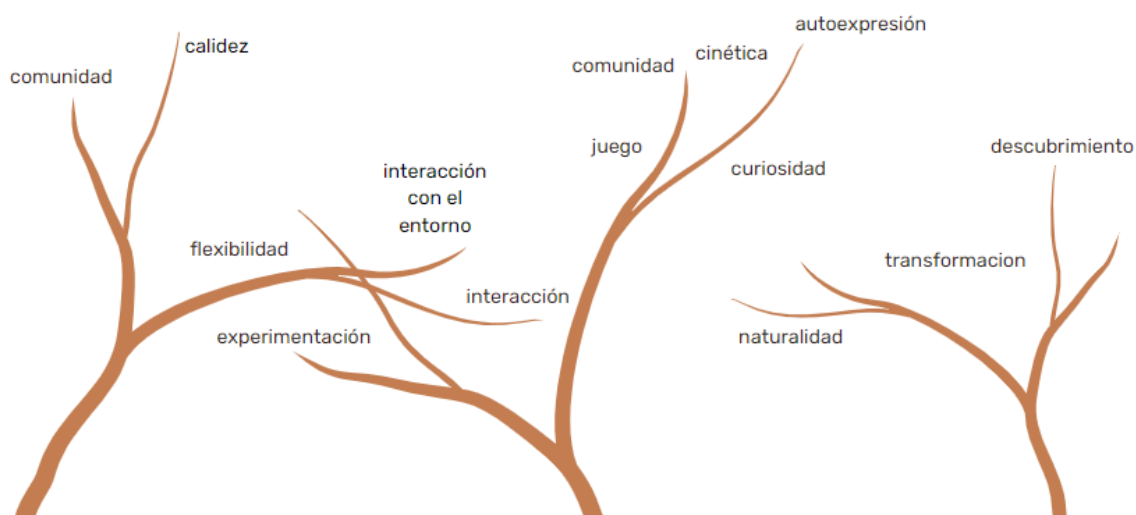 autoexpresión
calidez
cinética
comunidad
comunidad
juego
descubrimiento
curiosidad
interacción
con el
entorno
flexibilidad
transformacion
interacción
experimentación
naturalidad